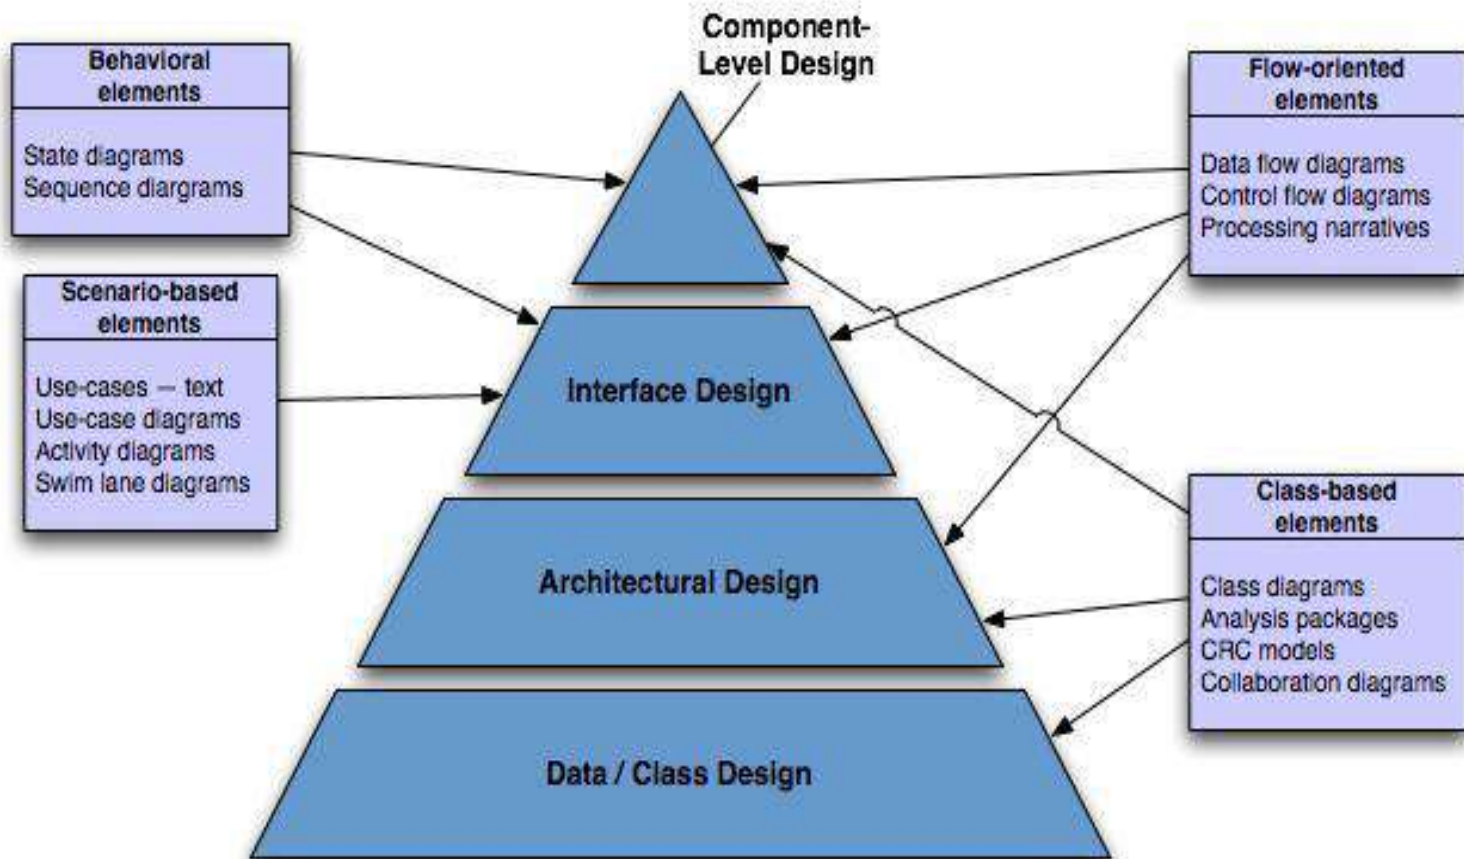 Component-
Level Design
Behavioral
elements
State diagrams
Sequence diargrams
Scenario-based
elements
Use-cases — text
Use-case diagrams
Activity diagrams
Swim lane diagrams
Flow-oriented
elements
Data flow diagrams
Control flow diagrams
Processing narratives
Class-based
elements
Class diagrams
Analysis packages
CRC models
Collaboration diagrams
Interface Design
Architectural Design
Data / Class Design